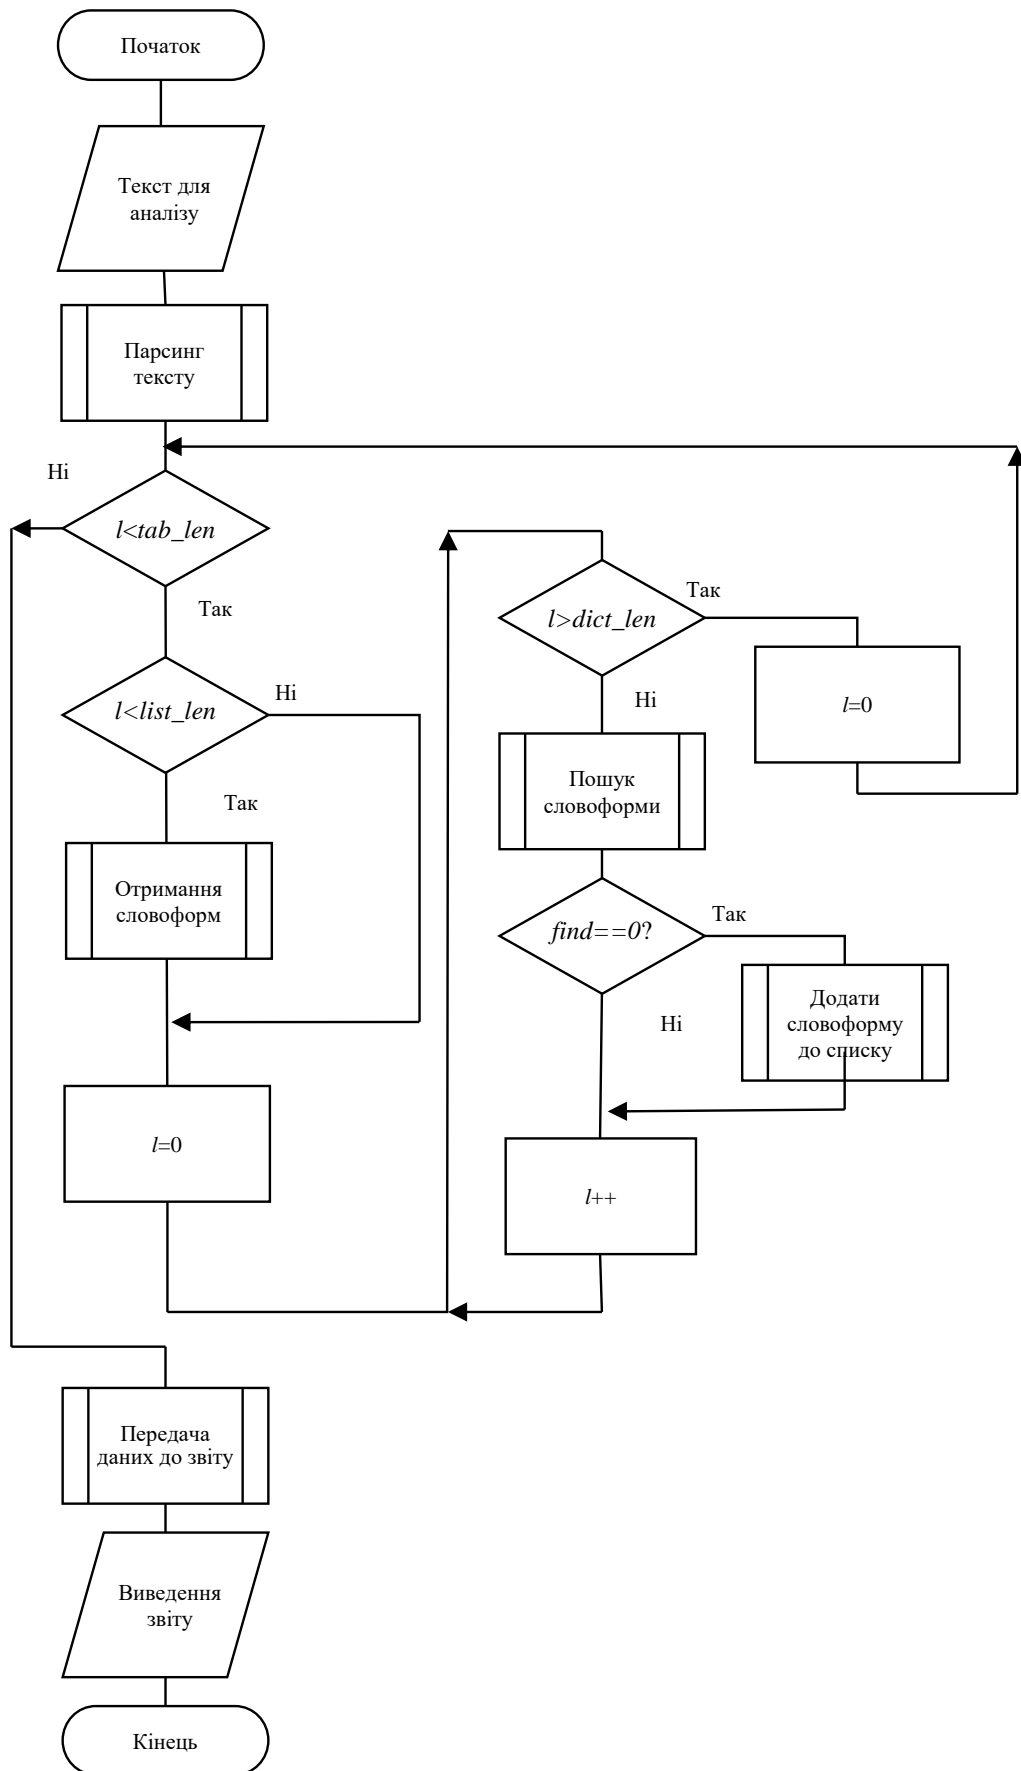 Початок
Текст для
аналізу
Парсинг
тексту
Ні
l<tab_len
Так
l<list_len
Ні
Так
Отримання
словоформ
l=0
l>dict_len
Так
Ні
l=0
Пошук
словоформи
find==0?
Так
Ні
Додати
словоформу
до списку
l++
Передача
даних до звіту
Виведення
звіту
Кінець